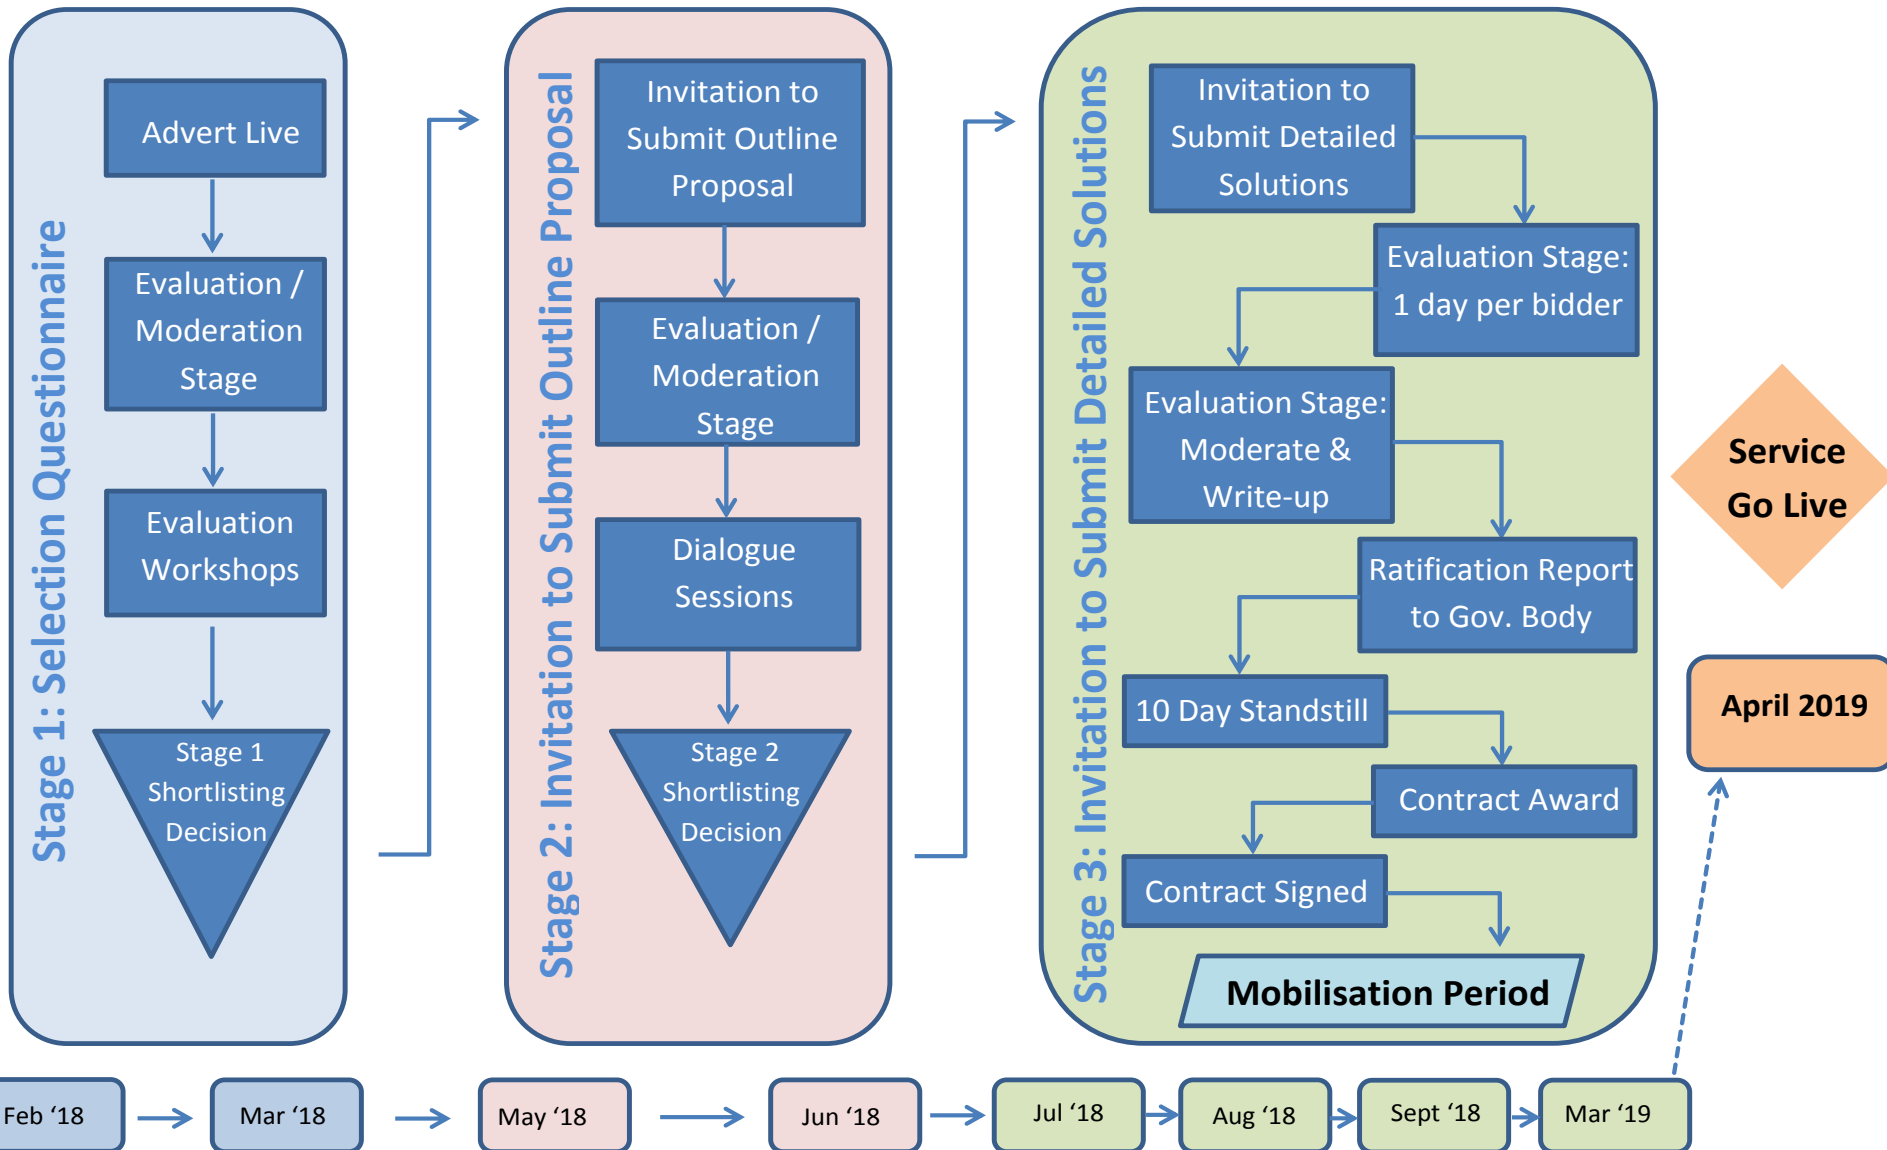 Stage 1: Selection Questionnaire
Advert Live
Evaluation /
Moderation
Stage
Evaluation
Workshops
Stage 1
Shortlisting
Decision
Stage 2: Invitation to Submit Outline Proposal
Invitation to
Submit Outline
Proposal
Evaluation /
Moderation
Stage
Dialogue
Sessions
Stage 2
Shortlisting
Decision
Stage 3: Invitation to Submit Detailed Solutions
Invitation to
Submit Detailed
Solutions
Evaluation Stage:
1 day per bidder
Evaluation Stage:
Moderate &
Write-up
Ratification Report
to Gov. Body
10 Day Standstill
Contract Award
Contract Signed
Mobilisation Period
Service
Go Live
April 2019
Feb ‘18
Mar ‘18
May ‘18
Jun ‘18
Jul ‘18
Aug ‘18
Sept ‘18
Mar ‘19